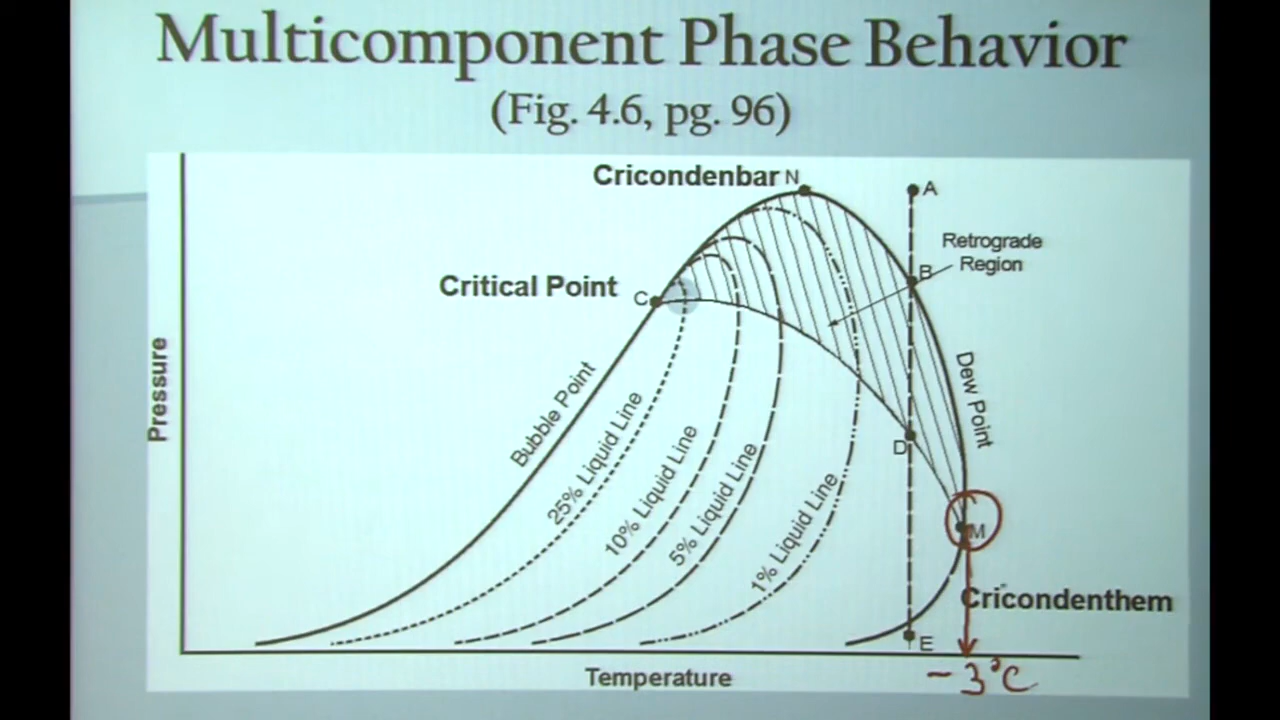 Multicomponent Phase Behavior
(Fig. 4.6, pg. 96)
Cricondenbar N
A
Retrograde
Region
B
Critical Point C
Pressure
Bubble Point
25% Liquid Line
10% Liquid Line
5% Liquid Line
1% Liquid Line
Dew Point
D
M
Cricondenthem
E
Temperature
-3°C